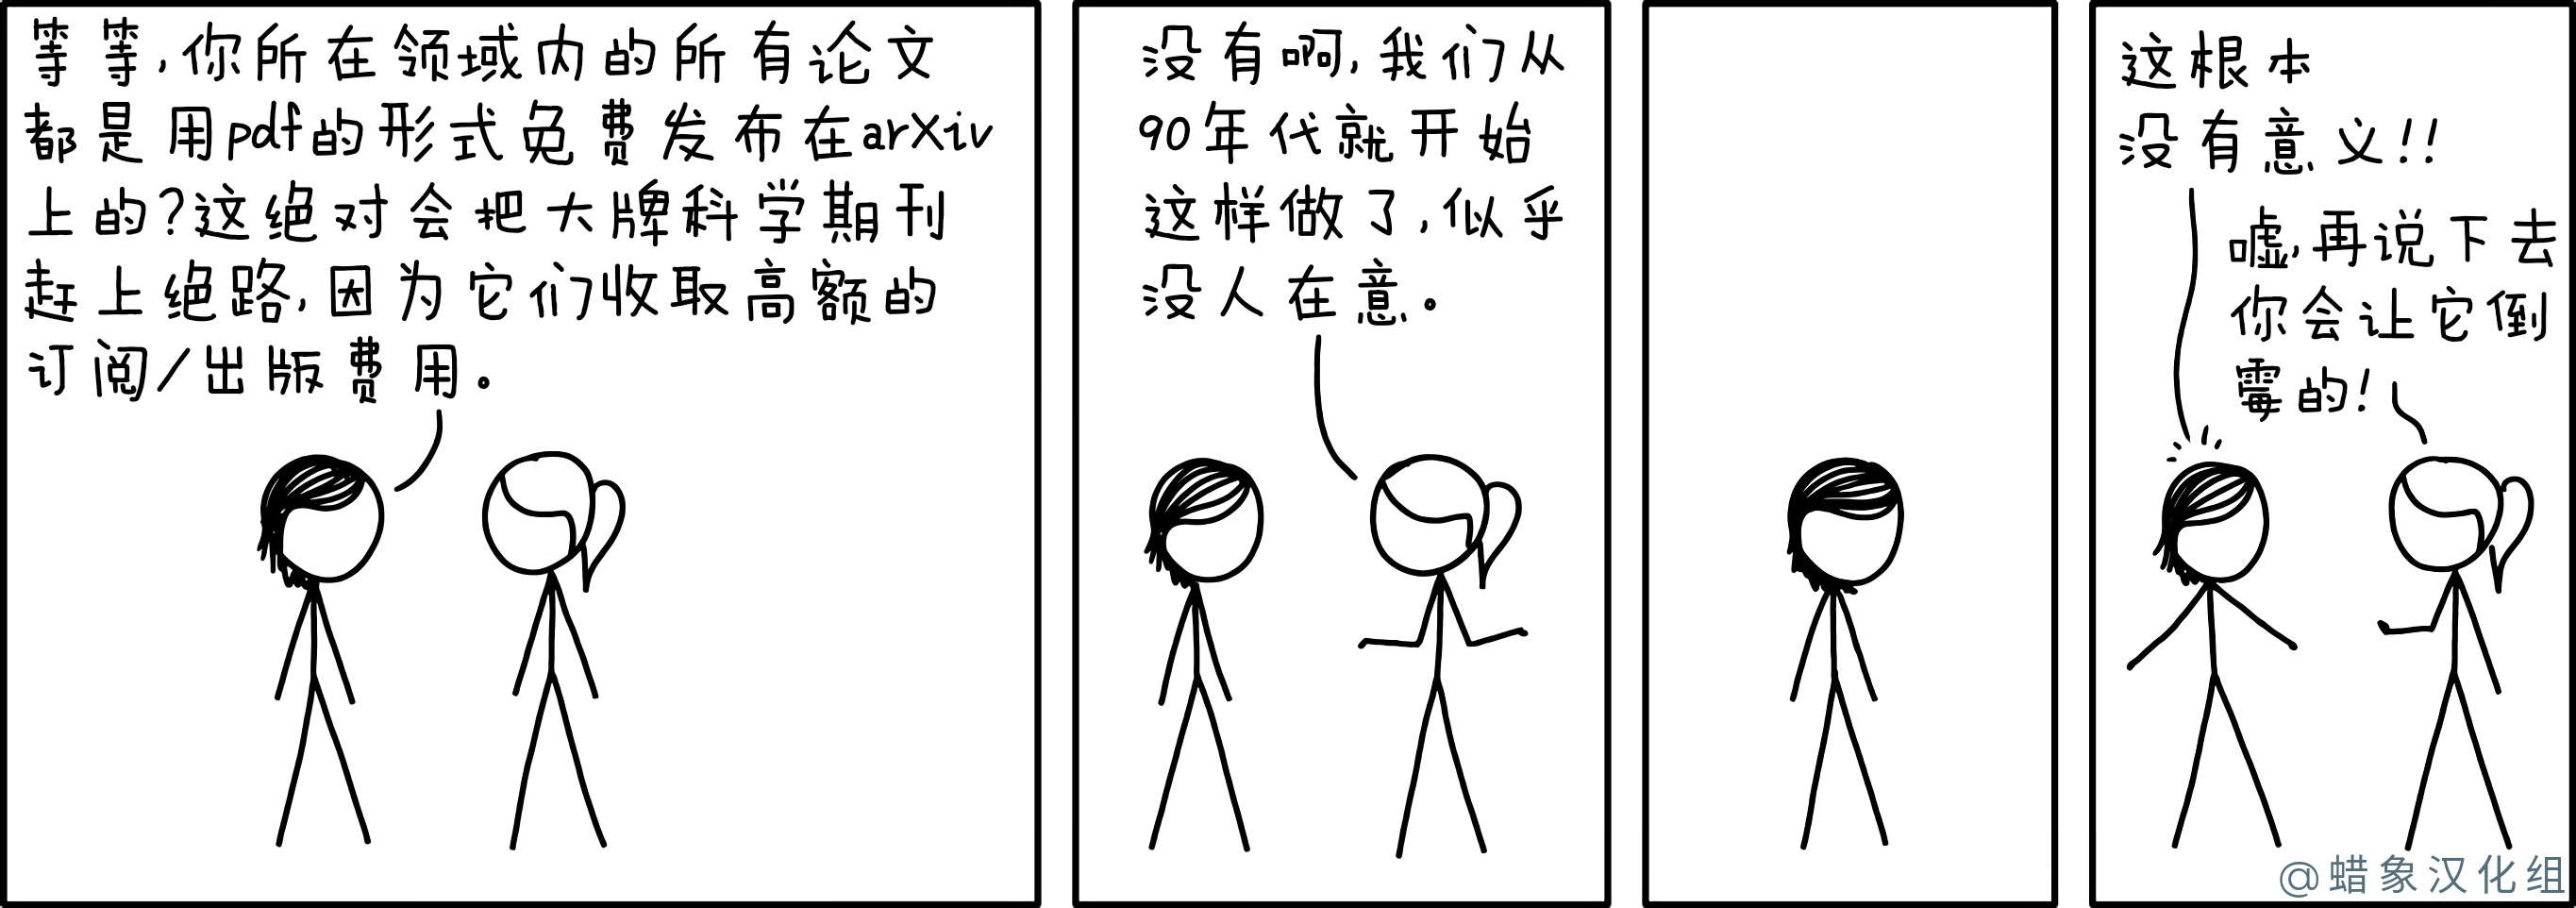 等等,你所在领域内的所有论文
都是用pdf的形式免费发布在arXiv
上的?这绝对会把大牌科学期刊
赶上绝路,因为它们收取高额的
订阅/出版费用。
没有啊,我们从
90年代就开始
这样做了,似乎
没人在意。
这根本
没有意义!!
嘘,再说下去
你会让它倒
霉的!
@蜡象汉化组